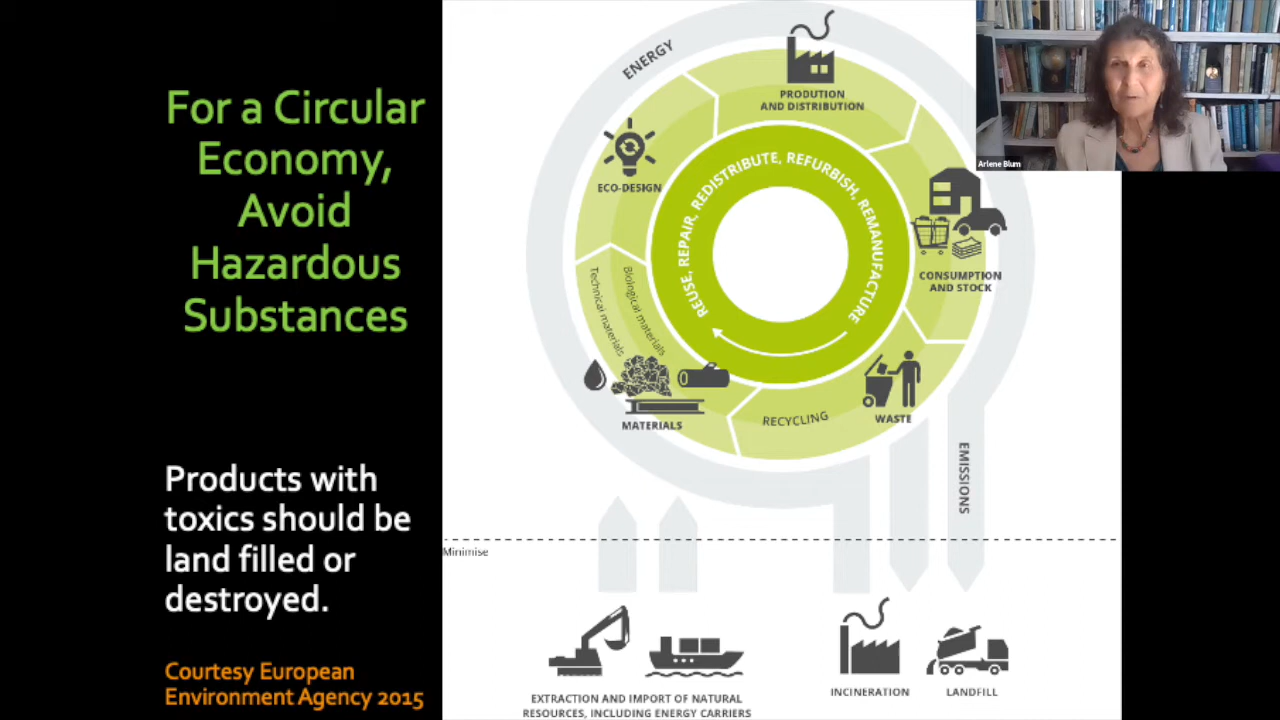 For a Circular
Economy,
Avoid
Hazardous
Substances
Products with
toxics should be
land filled or
destroyed.
Courtesy European
Environment Agency 2015
ENERGY
PRODUTION
AND DISTRIBUTION
ECO-DESIGN
REUSE, REPAIR, REDISTRIBUTE, REFURBISH, REMANUFACTURE
CONSUMPTION
AND STOCK
Technical materials
Biological materials
MATERIALS
RECYCLING
WASTE
EMISSIONS
Minimise
EXTRACTION AND IMPORT OF NATURAL
RESOURCES, INCLUDING ENERGY CARRIERS
INCINERATION
LANDFILL
Arlene Blum